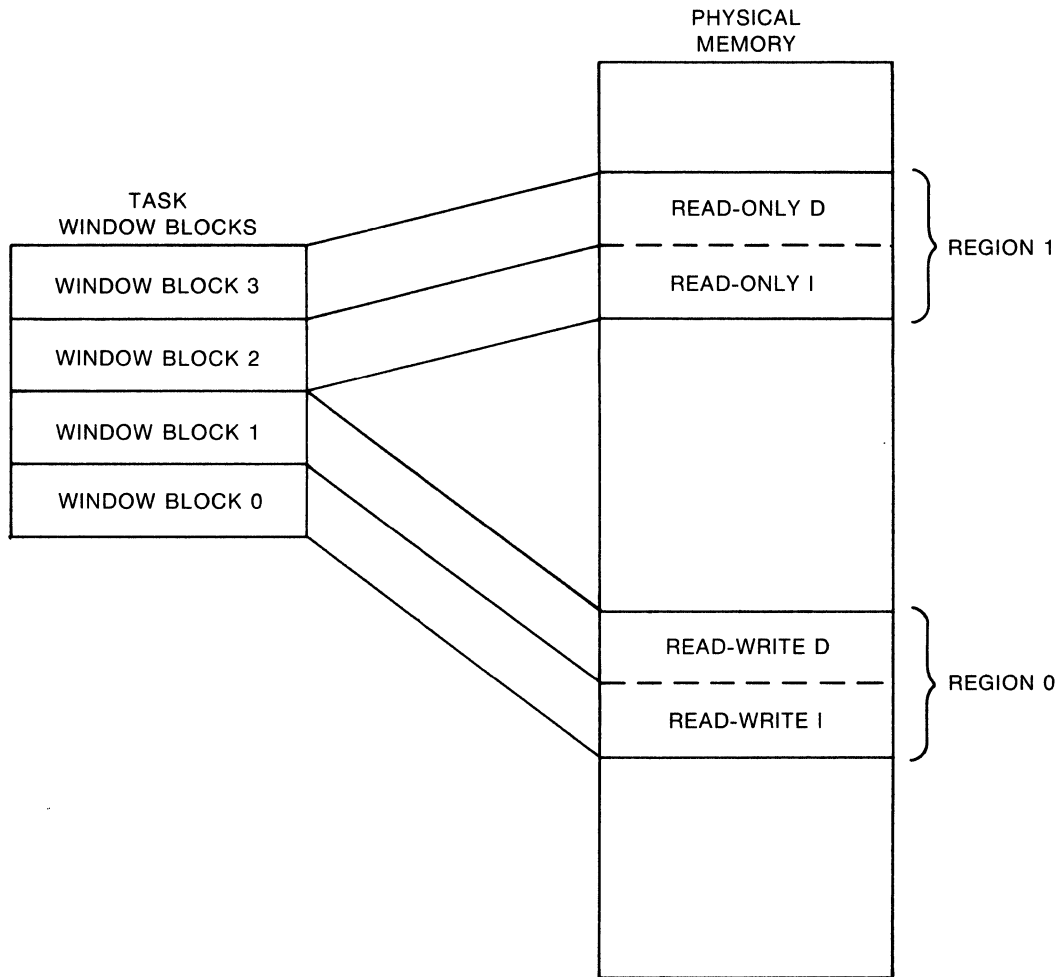 PHYSICAL
MEMORY
TASK
WINDOW BLOCKS
WINDOW BLOCK 3
WINDOW BLOCK 2
WINDOW BLOCK 1
WINDOW BLOCK 0
READ-ONLY D
READ-ONLY I
REGION 1
READ-WRITE D
READ-WRITE I
REGION 0